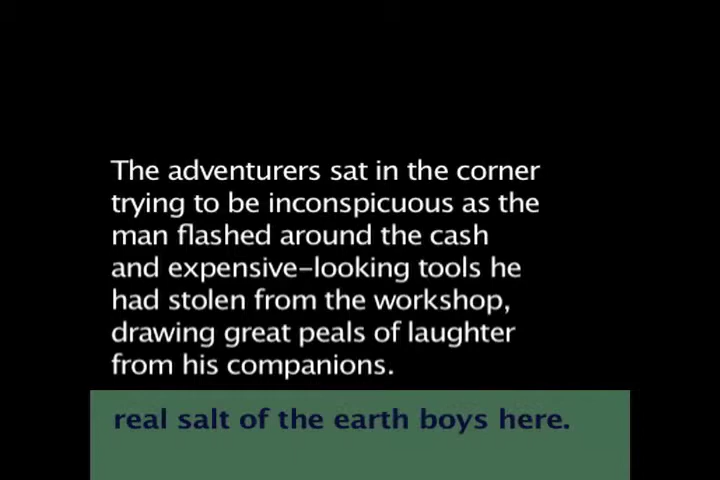 The adventurers sat in the corner
trying to be inconspicuous as the
man flashed around the cash
and expensive-looking tools he
had stolen from the workshop,
drawing great peals of laughter
from his companions.
real salt of the earth boys here.